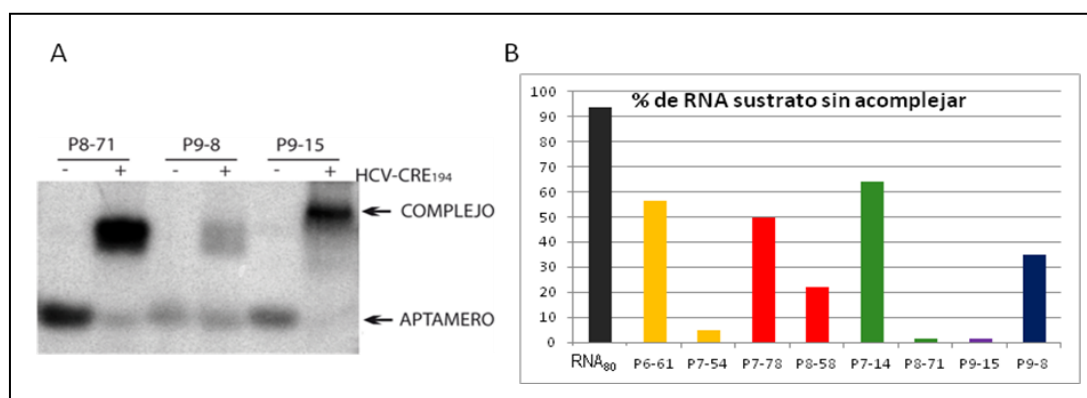 A
P8-71 P9-8 P9-15
- + - + - + HCV-CRE194
COMPLEJO
APTAMERO
B
% de RNA sustrato sin acomplejar
100
90
80
70
60
50
40
30
20
10
0
RNA80 P6-61 P7-54 P7-78 P8-58 P7-14 P8-71 P9-15 P9-8